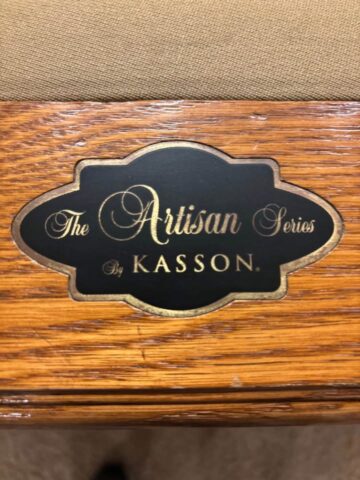 The Artisan Series
By KASSON®